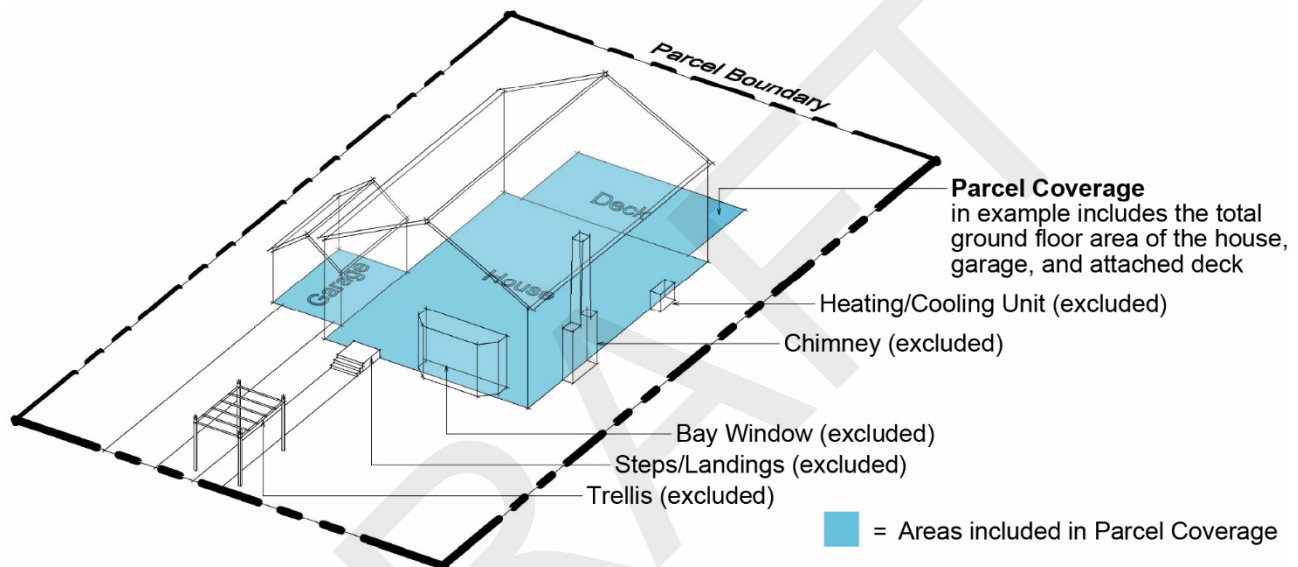 Parcel Boundary
Deck
House
Garage
Parcel Coverage
in example includes the total
ground floor area of the house,
garage, and attached deck
Heating/Cooling Unit (excluded)
Chimney (excluded)
Bay Window (excluded)
Steps/Landings (excluded)
Trellis (excluded)
= Areas included in Parcel Coverage
RAFT